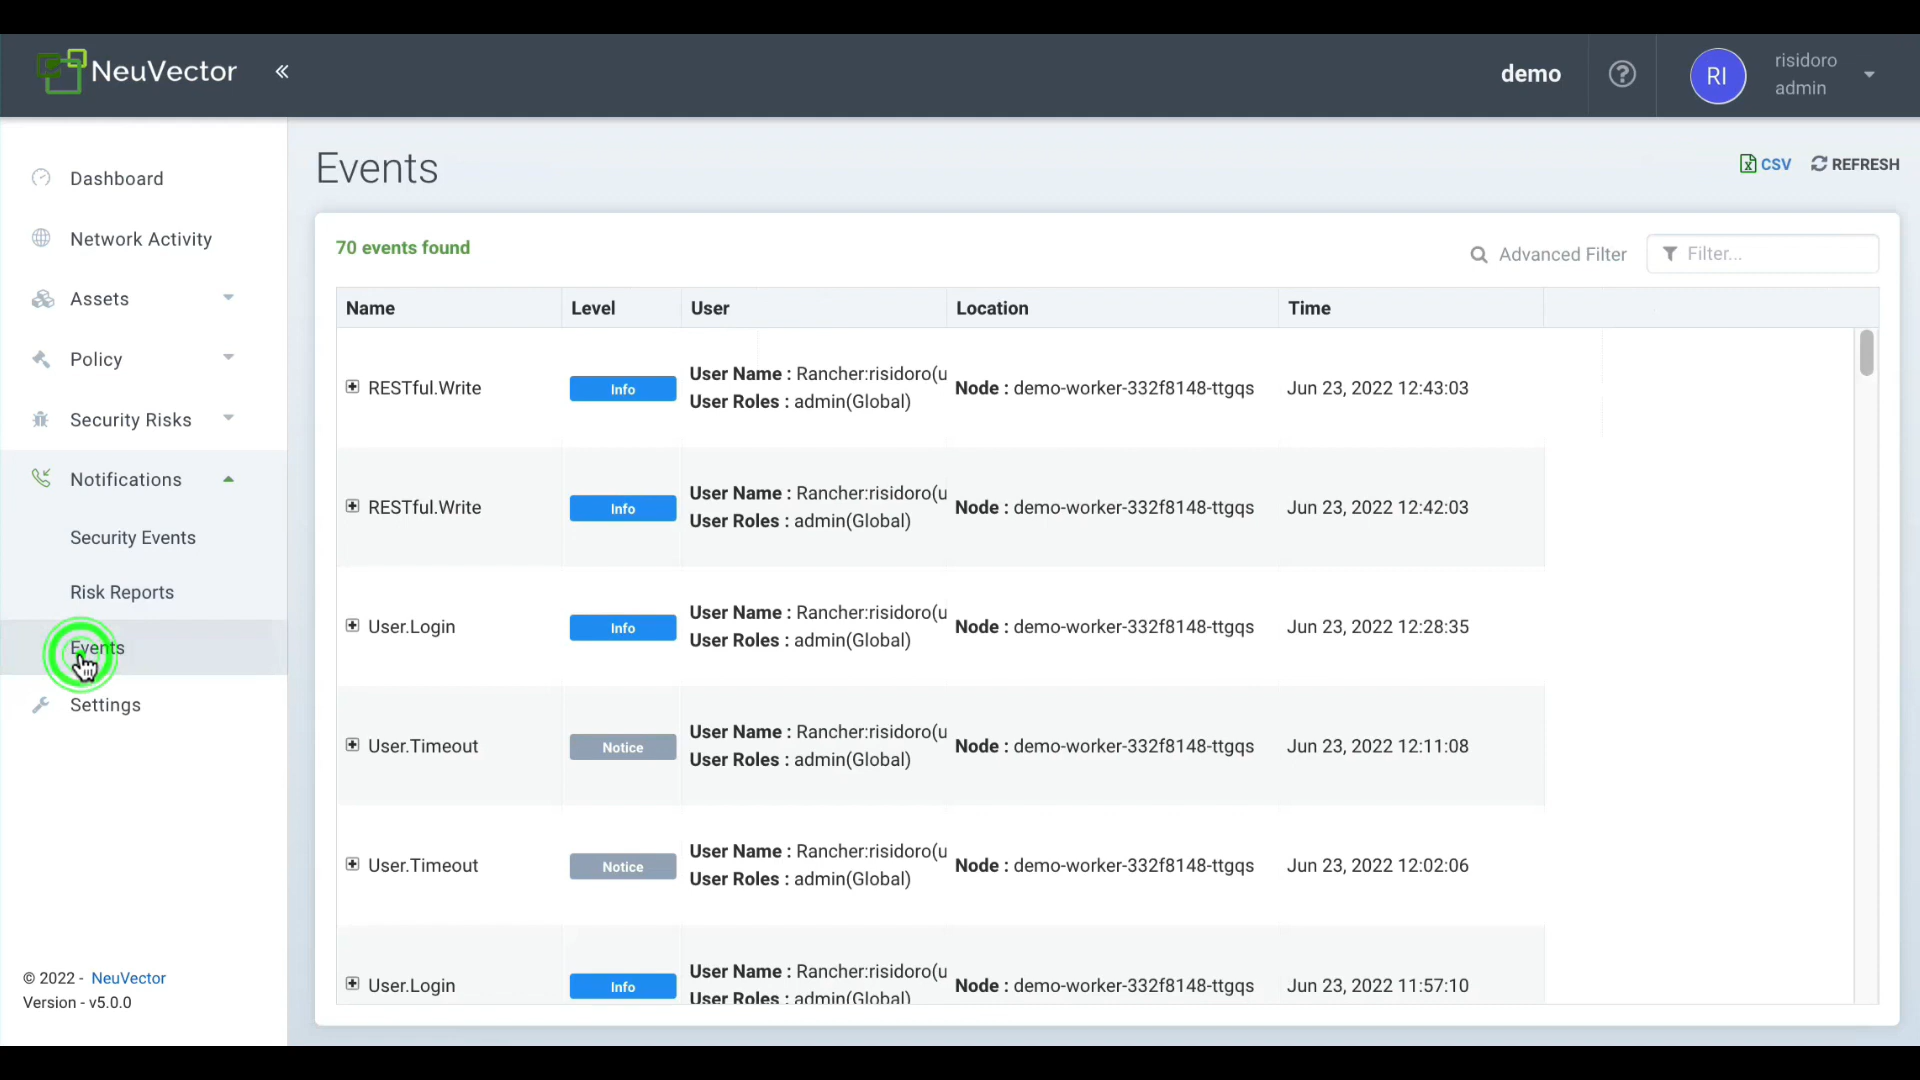 NeuVector «
demo
?
RI
risidoro
admin
Dashboard
Network Activity
Assets
Policy
Security Risks
Notifications
Security Events
Risk Reports
Events
Settings
© 2022 - NeuVector
Version - v5.0.0
Events
CSV REFRESH
70 events found
Advanced Filter Filter...
Name Level User Location Time
RESTful.Write Info User Name : Rancher:risidoro(u Node : demo-worker-332f8148-ttgqs Jun 23, 2022 12:43:03
User Roles : admin(Global)
RESTful.Write Info User Name : Rancher:risidoro(u Node : demo-worker-332f8148-ttgqs Jun 23, 2022 12:42:03
User Roles : admin(Global)
User.Login Info User Name : Rancher:risidoro(u Node : demo-worker-332f8148-ttgqs Jun 23, 2022 12:28:35
User Roles : admin(Global)
User.Timeout Notice User Name : Rancher:risidoro(u Node : demo-worker-332f8148-ttgqs Jun 23, 2022 12:11:08
User Roles : admin(Global)
User.Timeout Notice User Name : Rancher:risidoro(u Node : demo-worker-332f8148-ttgqs Jun 23, 2022 12:02:06
User Roles : admin(Global)
User.Login Info User Name : Rancher:risidoro(u Node : demo-worker-332f8148-ttgqs Jun 23, 2022 11:57:10
User Roles : admin(Global)